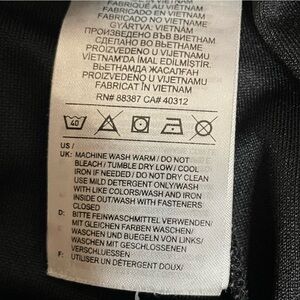 FABRIQUÉ AU VIETNAM
FABRICADO EN VIETNAM
FABRICADO NO VIETNAM
GYÁRTVA: VIETNAM
ПРОИЗВЕДЕНО ВЪВ ВИЕТНАМ
СДЕЛАНО ВО ВЬЕТНАМЕ
PROIZVEDENO U VIJETNAMU
VIETNAM'DA İMAL EDİLMİŞTİR.
ВЬЕТНАМДА ЖАСАЛҒАН
PROIZVEDENO U VIJETNAMU
FABRICAT ÎN VIETNAM
RN# 88387 CA# 40312
40
US /
UK: MACHINE WASH WARM / DO NOT
BLEACH / TUMBLE DRY LOW / COOL
IRON IF NEEDED / DO NOT DRY CLEAN
USE MILD DETERGENT ONLY/WASH
WITH LIKE COLORS/WASH AND IRON
INSIDE OUT/WASH WITH FASTENERS
CLOSED
D: BITTE FEINWASCHMITTEL VERWENDEN/
MIT GLEICHEN FARBEN WASCHEN/
WASCHEN UND BUEGELN VON LINKS/
WASCHEN MIT GESCHLOSSENEN
VERSCHLUESSEN
F: UTILISER UN DÉTERGENT DOUX/